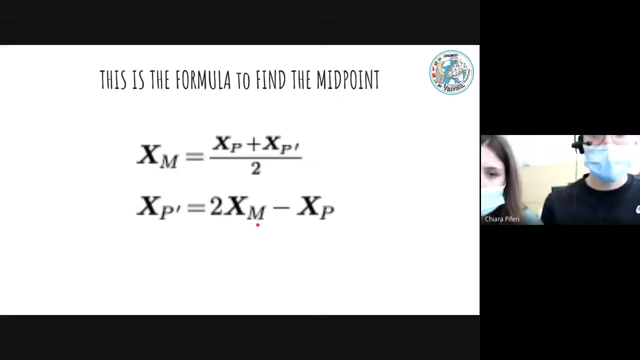 THIS IS THE FORMULA to FIND THE MIDPOINT
X_M = (X_P + X_P') / 2
X_P' = 2X_M − X_P
Chiara Piferi